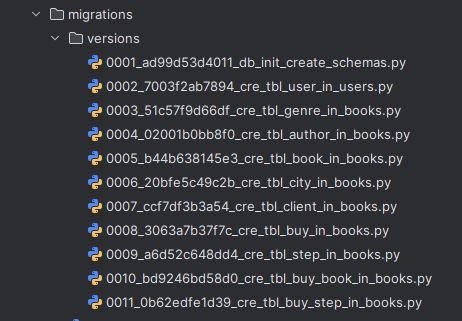 migrations
versions
0001_ad99d53d4011_db_init_create_schemas.py
0002_7003f2ab7894_cre_tbl_user_in_users.py
0003_51c57f9d66df_cre_tbl_genre_in_books.py
0004_02001b0bb8f0_cre_tbl_author_in_books.py
0005_b44b638145e3_cre_tbl_book_in_books.py
0006_20bfe5c49c2b_cre_tbl_city_in_books.py
0007_ccf7df3b3a54_cre_tbl_client_in_books.py
0008_3063a7b37f7c_cre_tbl_buy_in_books.py
0009_a6d52c648dd4_cre_tbl_step_in_books.py
0010_bd9246bd58d0_cre_tbl_buy_book_in_books.py
0011_0b62edfe1d39_cre_tbl_buy_step_in_books.py